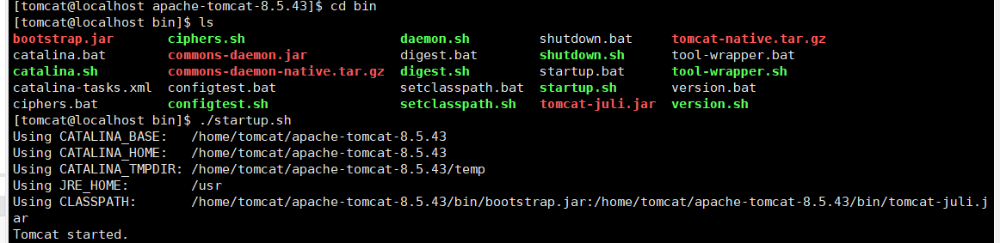 [tomcat@localhost apache-tomcat-8.5.43]$ cd bin
[tomcat@localhost bin]$ ls
bootstrap.jar ciphers.sh daemon.sh shutdown.bat tomcat-native.tar.gz
catalina.bat commons-daemon.jar digest.bat shutdown.sh tool-wrapper.bat
catalina.sh commons-daemon-native.tar.gz digest.sh startup.bat tool-wrapper.sh
catalina-tasks.xml configtest.bat setclasspath.bat startup.sh version.bat
ciphers.bat configtest.sh setclasspath.sh tomcat-juli.jar version.sh
[tomcat@localhost bin]$ ./startup.sh
Using CATALINA_BASE: /home/tomcat/apache-tomcat-8.5.43
Using CATALINA_HOME: /home/tomcat/apache-tomcat-8.5.43
Using CATALINA_TMPDIR: /home/tomcat/apache-tomcat-8.5.43/temp
Using JRE_HOME: /usr
Using CLASSPATH: /home/tomcat/apache-tomcat-8.5.43/bin/bootstrap.jar:/home/tomcat/apache-tomcat-8.5.43/bin/tomcat-juli.j
ar
Tomcat started.